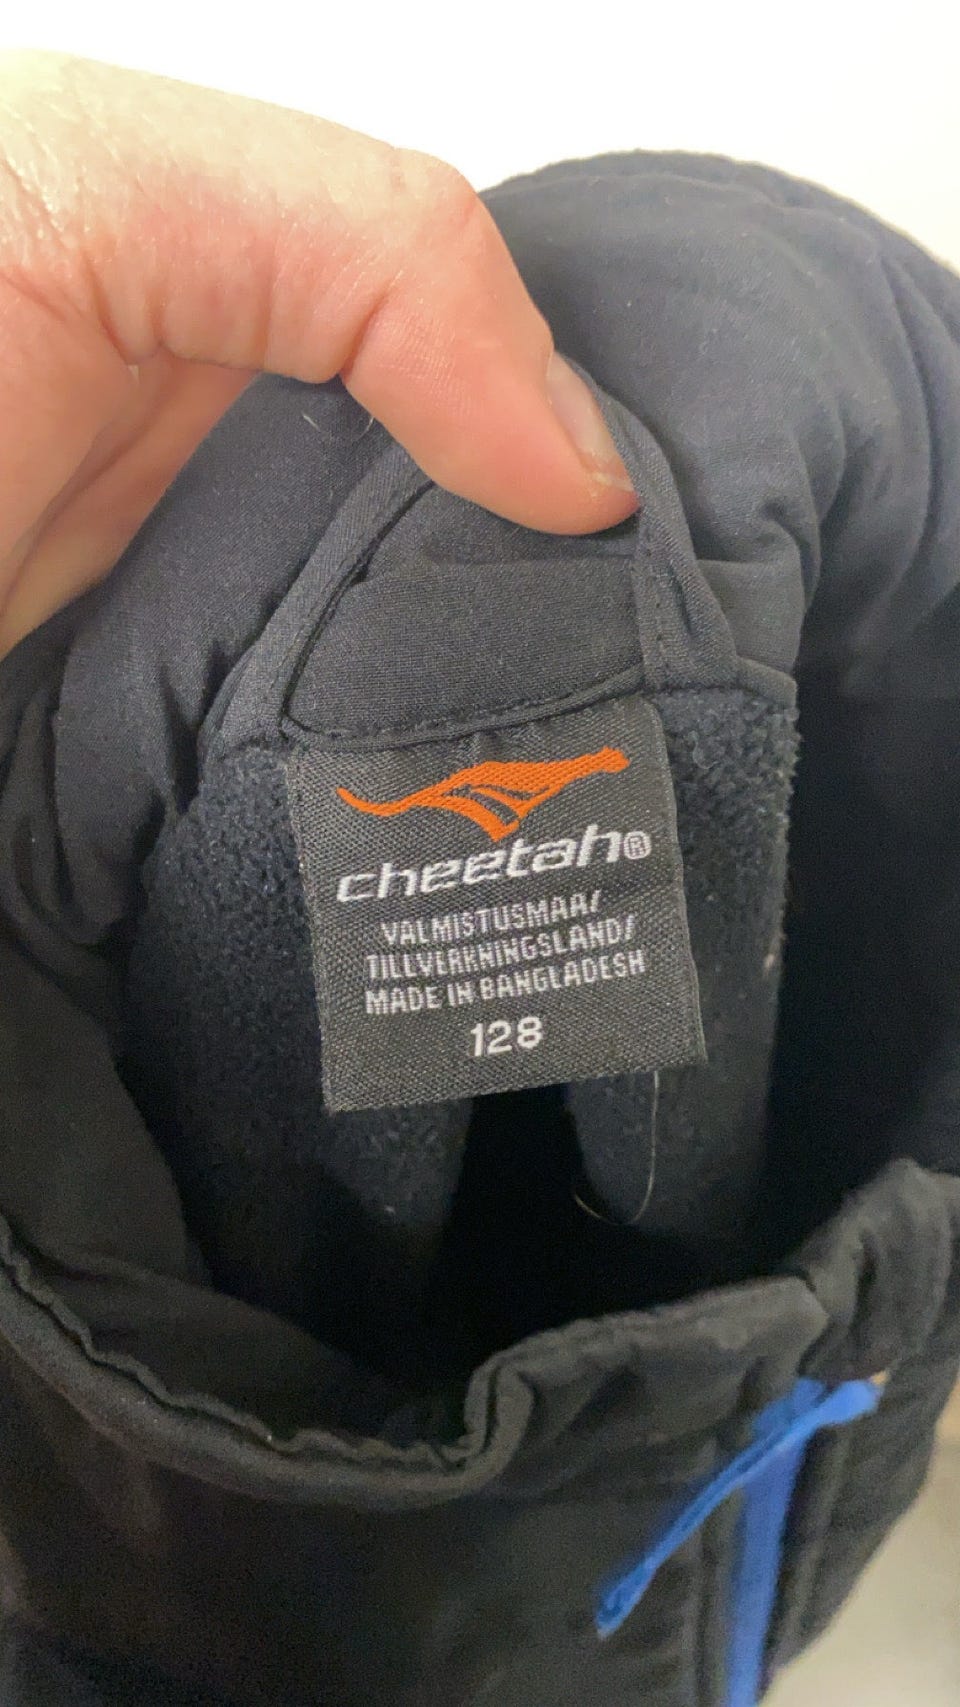 cheetah®
VALMISTUSMAA/
TILLVERKNINGSLAND/
MADE IN BANGLADESH
128